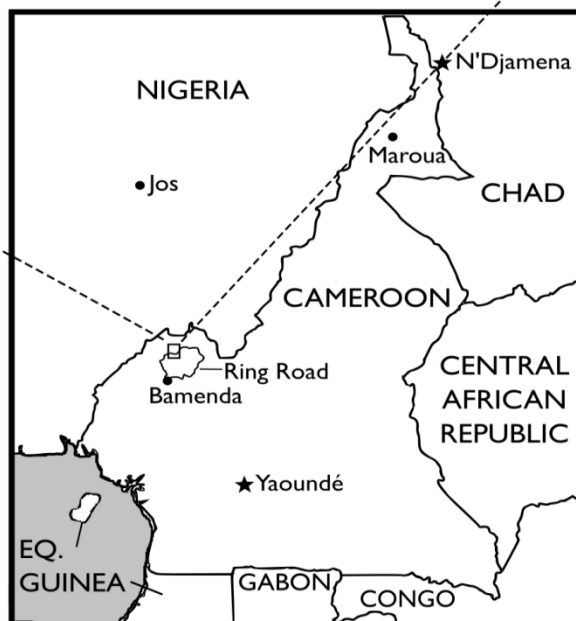 N'Djamena
NIGERIA
Maroua
Jos
CHAD
CAMEROON
CENTRAL
AFRICAN
REPUBLIC
Ring Road
Bamenda
Yaoundé
EQ.
GUINEA
GABON
CONGO